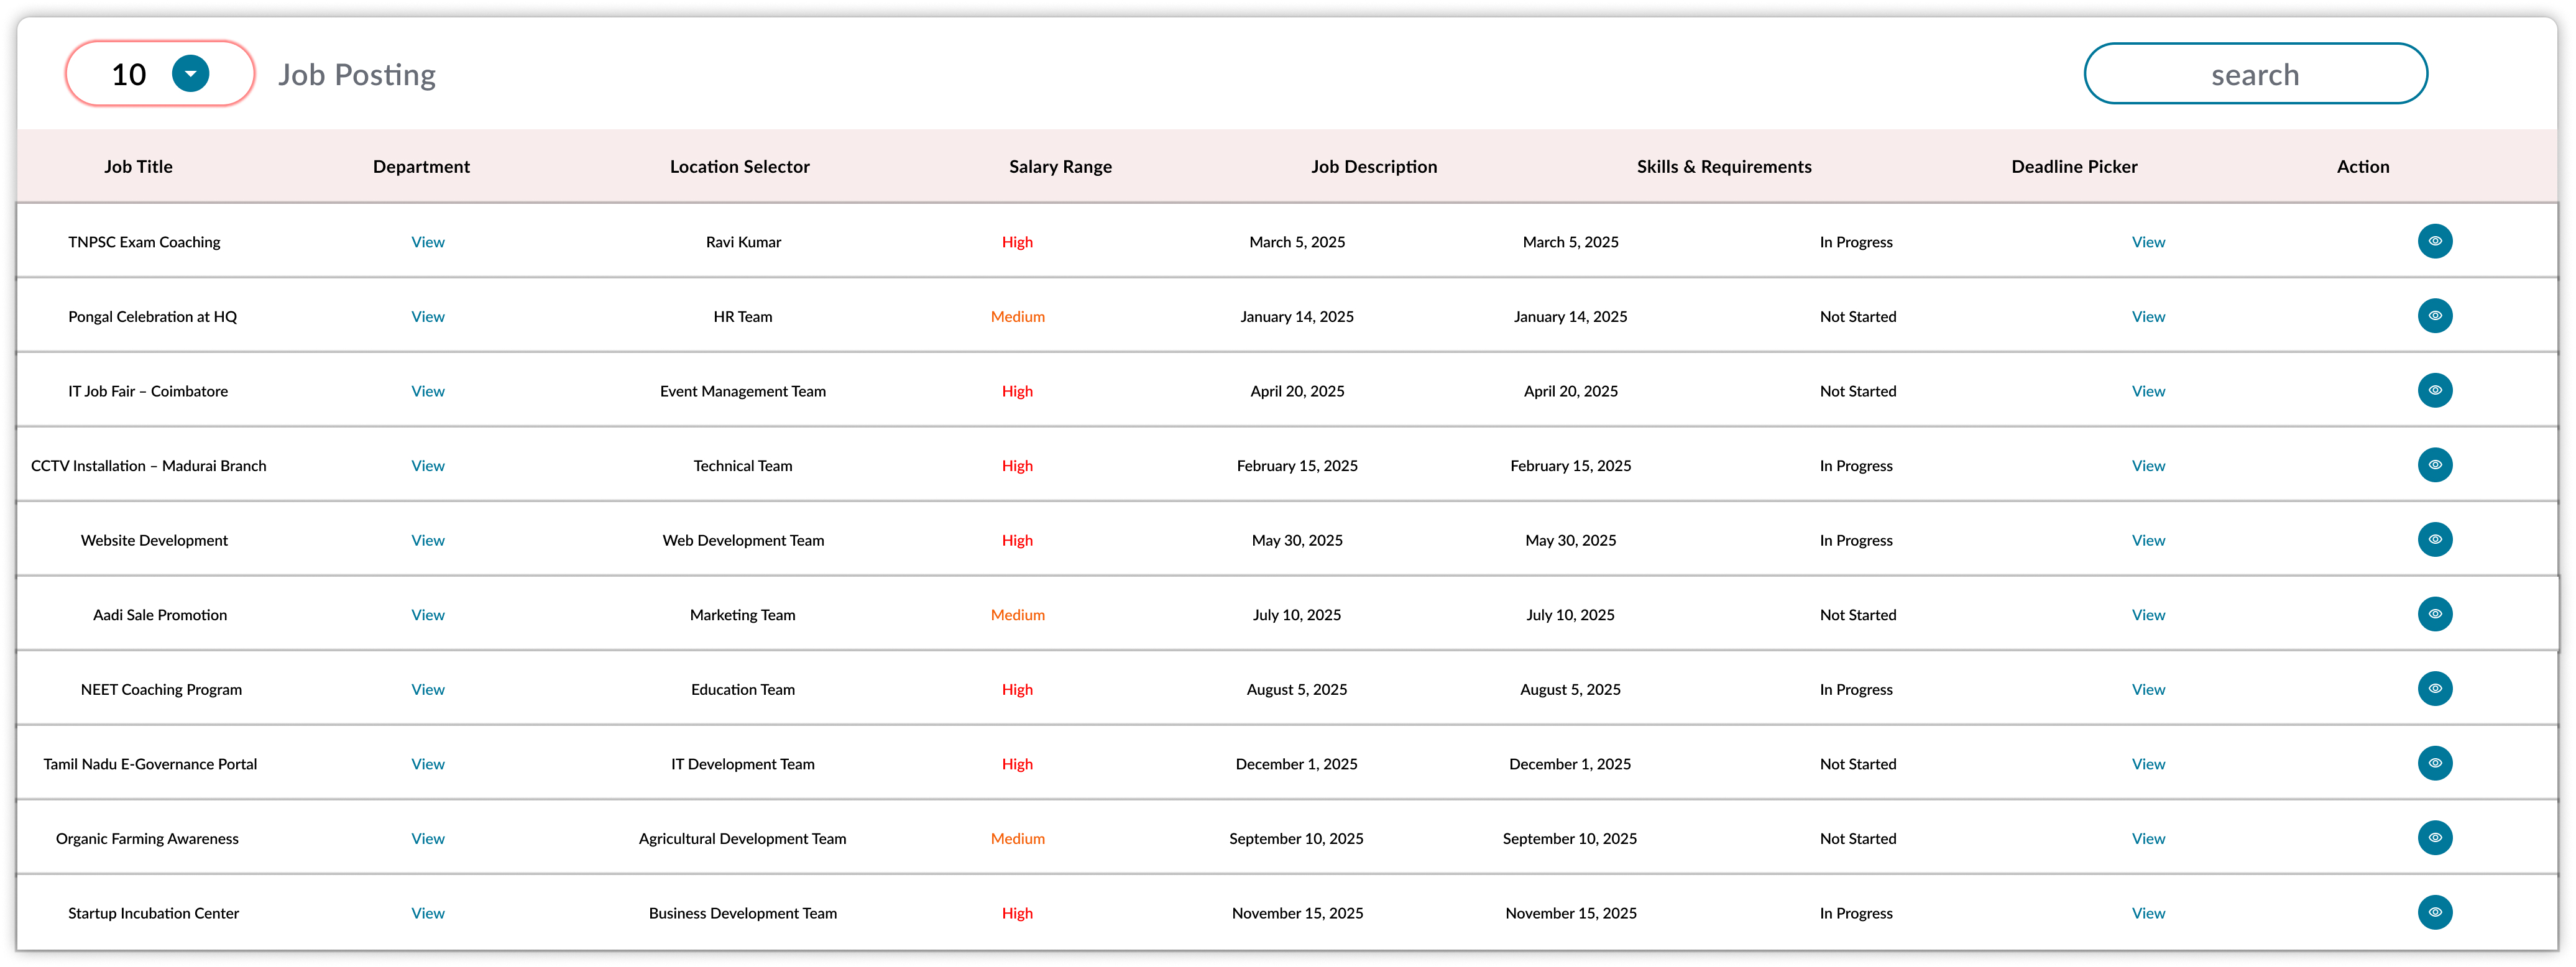 10 Job Posting search
Job Title Department Location Selector Salary Range Job Description Skills & Requirements Deadline Picker Action
TNPSC Exam Coaching View Ravi Kumar High March 5, 2025 March 5, 2025 In Progress View
Pongal Celebration at HQ View HR Team Medium January 14, 2025 January 14, 2025 Not Started View
IT Job Fair – Coimbatore View Event Management Team High April 20, 2025 April 20, 2025 Not Started View
CCTV Installation – Madurai Branch View Technical Team High February 15, 2025 February 15, 2025 In Progress View
Website Development View Web Development Team High May 30, 2025 May 30, 2025 In Progress View
Aadi Sale Promotion View Marketing Team Medium July 10, 2025 July 10, 2025 Not Started View
NEET Coaching Program View Education Team High August 5, 2025 August 5, 2025 In Progress View
Tamil Nadu E-Governance Portal View IT Development Team High December 1, 2025 December 1, 2025 Not Started View
Organic Farming Awareness View Agricultural Development Team Medium September 10, 2025 September 10, 2025 Not Started View
Startup Incubation Center View Business Development Team High November 15, 2025 November 15, 2025 In Progress View